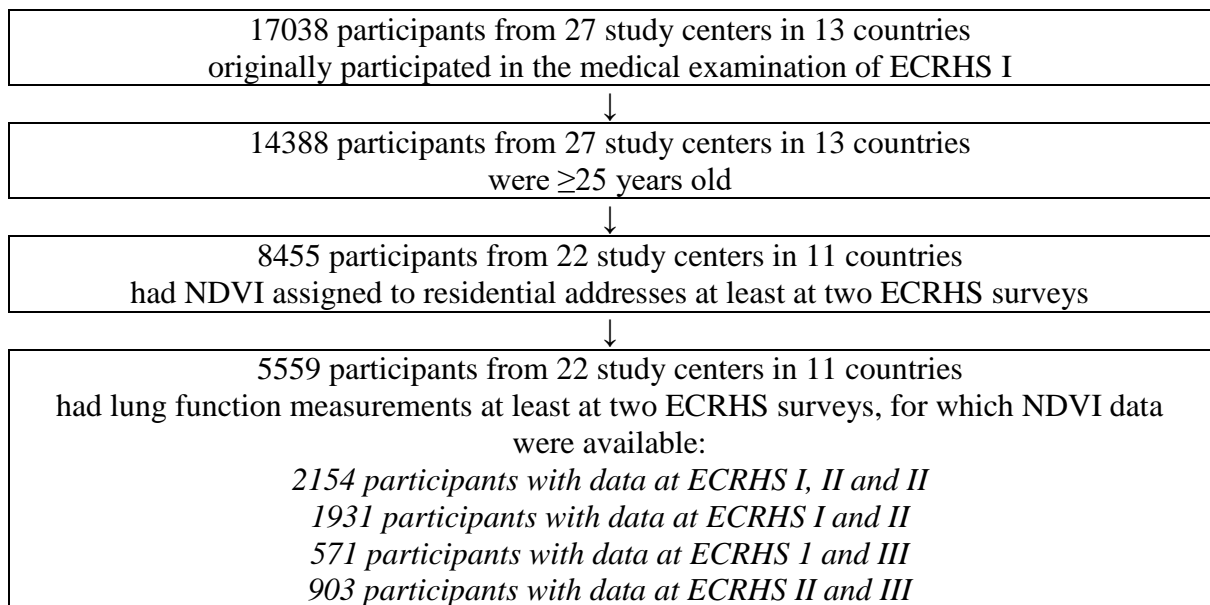 17038 participants from 27 study centers in 13 countries
originally participated in the medical examination of ECRHS I
↓
14388 participants from 27 study centers in 13 countries
were ≥25 years old
↓
8455 participants from 22 study centers in 11 countries
had NDVI assigned to residential addresses at least at two ECRHS surveys
↓
5559 participants from 22 study centers in 11 countries
had lung function measurements at least at two ECRHS surveys, for which NDVI data
were available:
2154 participants with data at ECRHS I, II and II
1931 participants with data at ECRHS I and II
571 participants with data at ECRHS 1 and III
903 participants with data at ECRHS II and III